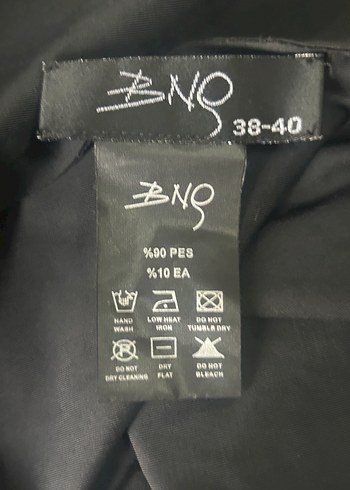 BNG
38-40
BNG
%90 PES
%10 EA
HAND WASH
LOW HEAT IRON
DO NOT TUMBLE DRY
DO NOT DRY CLEANING
DRY FLAT
DO NOT BLEACH